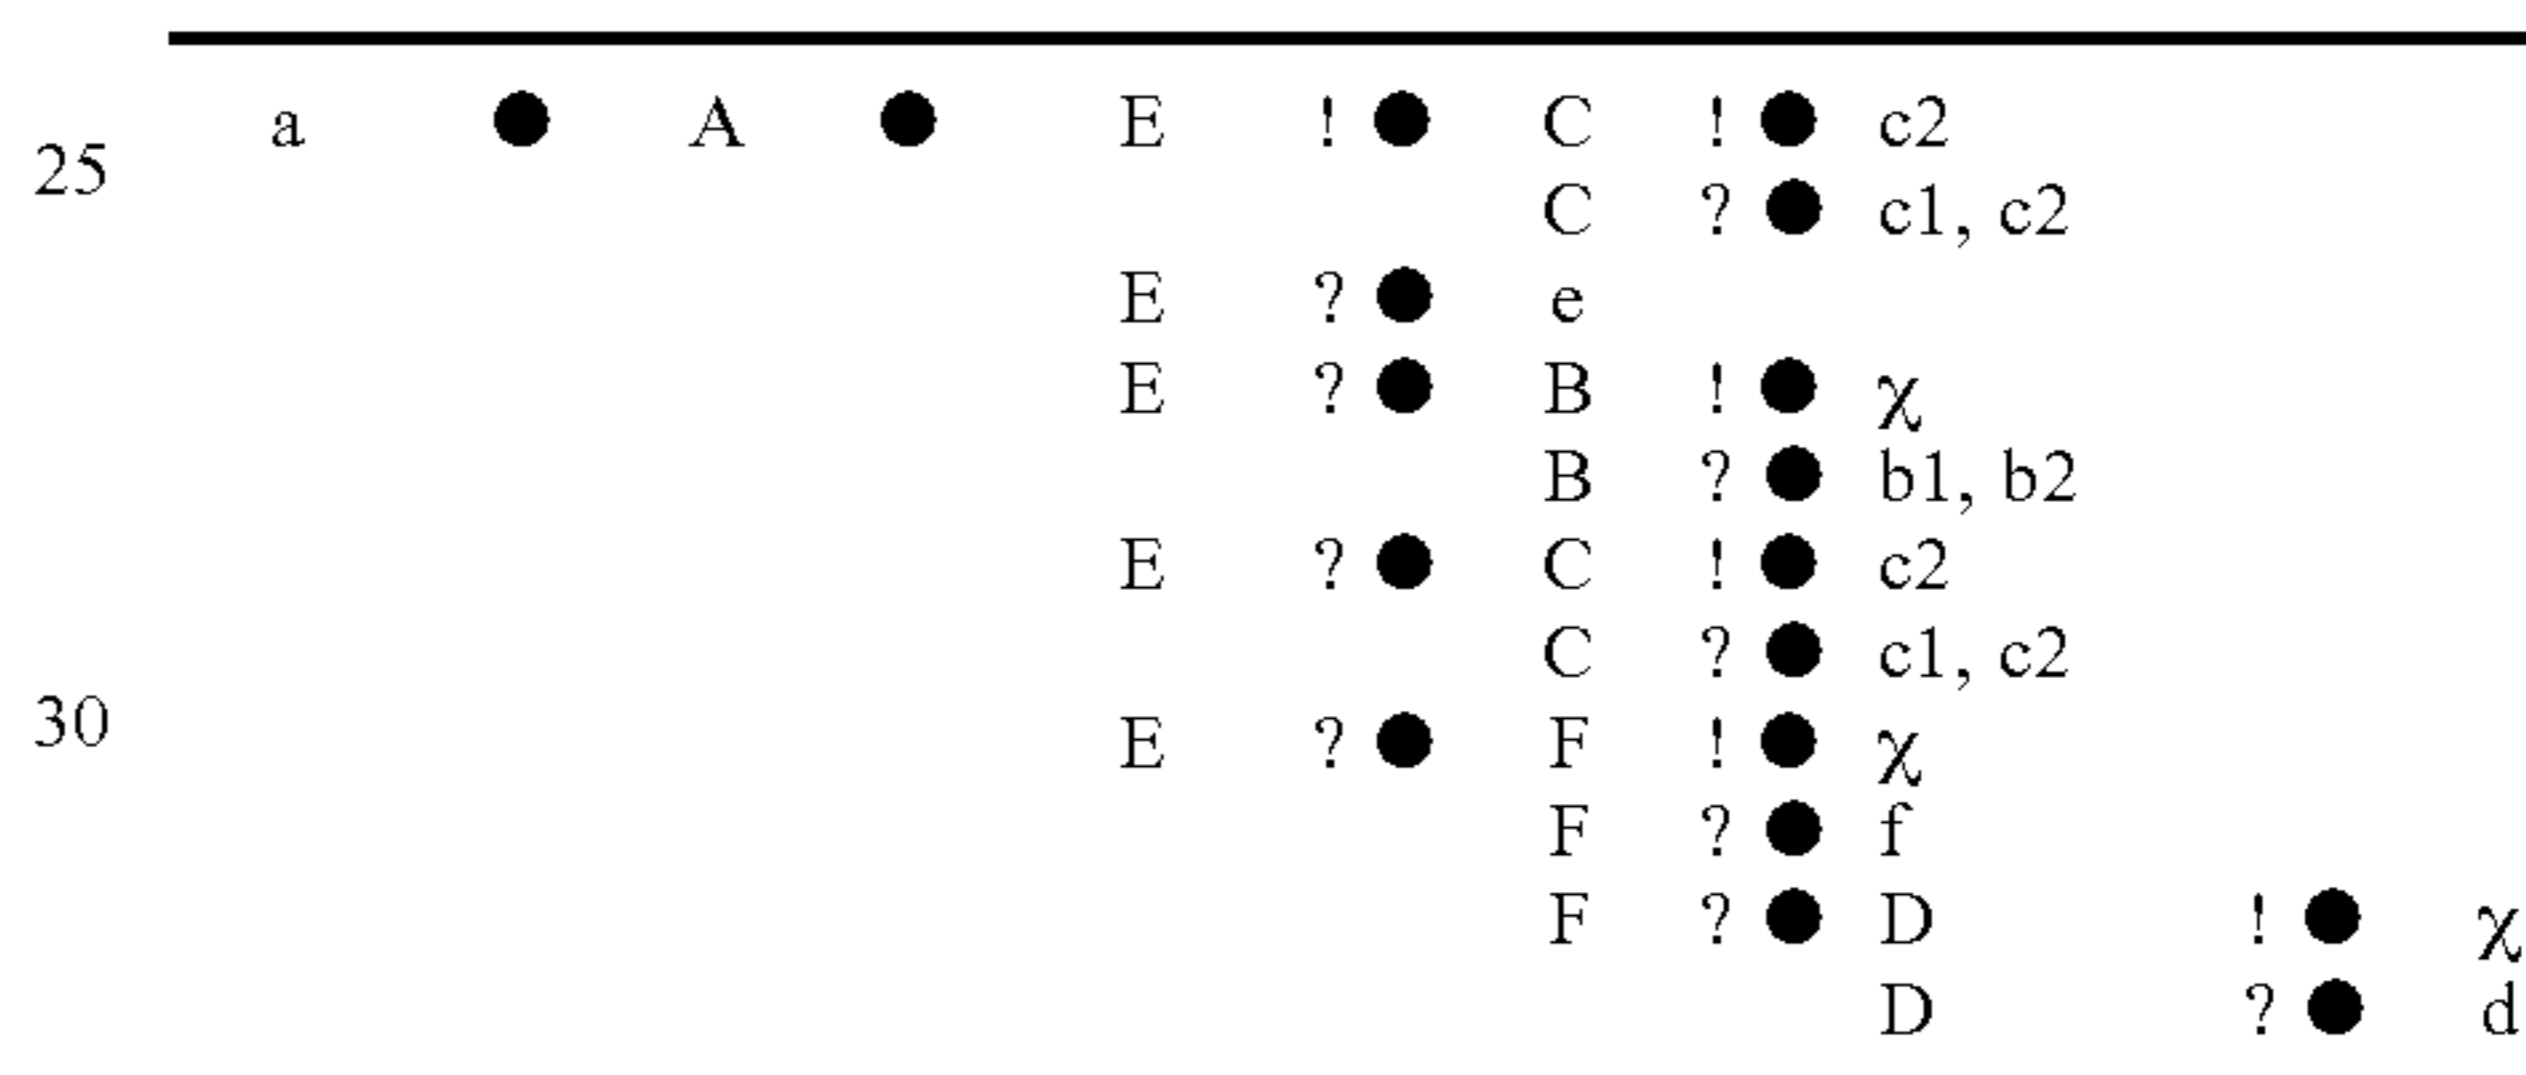 a ● A ● E ! ● C ! ● c2
25
C ? ● c1, c2
E ? ● e
E ? ● B ! ● χ
B ? ● b1, b2
E ? ● C ! ● c2
C ? ● c1, c2
30
E ? ● F ! ● χ
F ? ● f
F ? ● D ! ● χ
D ? ● d